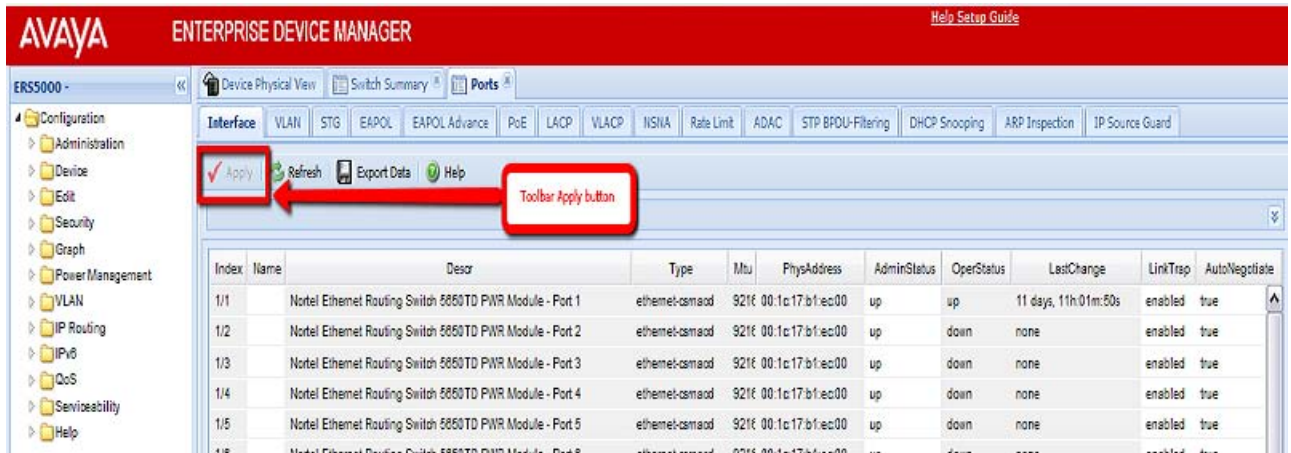 AVAYA ENTERPRISE DEVICE MANAGER
Help Setup Guide
ERS5000 -
Device Physical View Switch Summary Ports
Configuration
Administration
Device
Edit
Security
Graph
Power Management
VLAN
IP Routing
IPv6
QoS
Serviceability
Help
Interface VLAN STG EAPOL EAPOL Advance PoE LACP VLACP NSNA Rate Limit ADAC STP BPDU-Filtering DHCP Snooping ARP Inspection IP Source Guard
Apply Refresh Export Data Help
Toolbar Apply button
Index Name Descr Type Mtu PhysAddress AdminStatus OperStatus LastChange LinkTrap AutoNegotiate
1/1 Nortel Ethernet Routing Switch 5650TD PWR Module - Port 1 ethernet-csmacd 9216 00:1c:17:b1:ec:00 up up 11 days, 11h:01m:50s enabled true
1/2 Nortel Ethernet Routing Switch 5650TD PWR Module - Port 2 ethernet-csmacd 9216 00:1c:17:b1:ec:00 up down none enabled true
1/3 Nortel Ethernet Routing Switch 5650TD PWR Module - Port 3 ethernet-csmacd 9216 00:1c:17:b1:ec:00 up down none enabled true
1/4 Nortel Ethernet Routing Switch 5650TD PWR Module - Port 4 ethernet-csmacd 9216 00:1c:17:b1:ec:00 up down none enabled true
1/5 Nortel Ethernet Routing Switch 5650TD PWR Module - Port 5 ethernet-csmacd 9216 00:1c:17:b1:ec:00 up down none enabled true